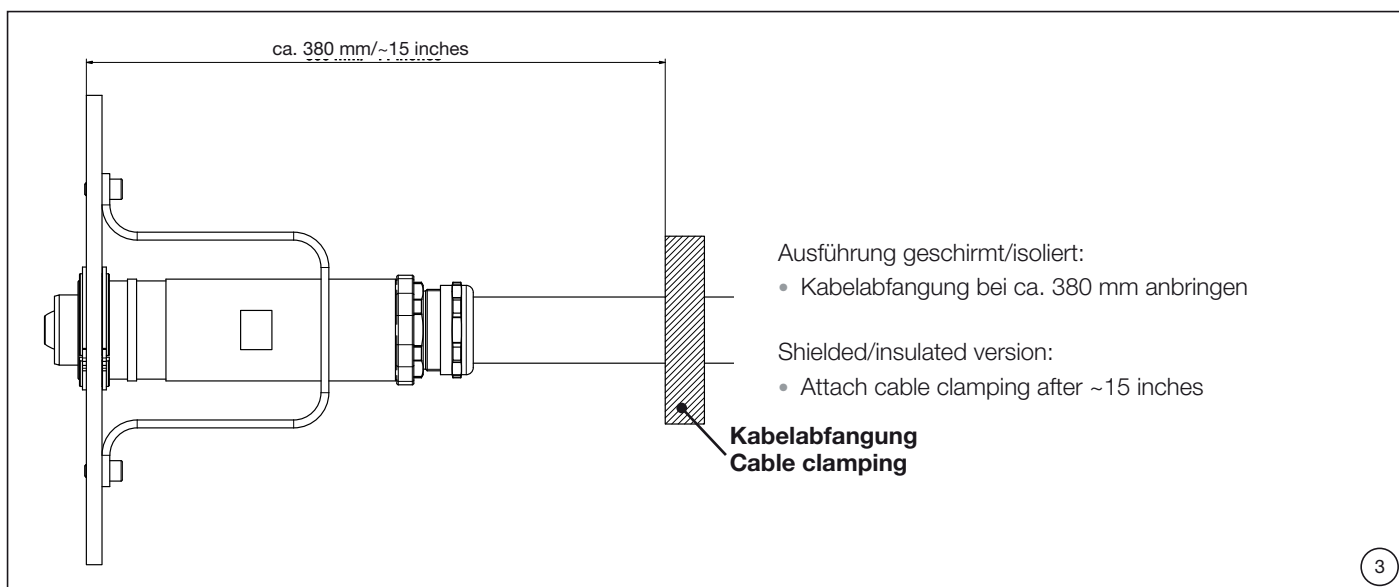 ca. 380 mm/~15 inches
Ausführung geschirmt/isoliert:
• Kabelabfangung bei ca. 380 mm anbringen
Shielded/insulated version:
• Attach cable clamping after ~15 inches
Kabelabfangung
Cable clamping
3